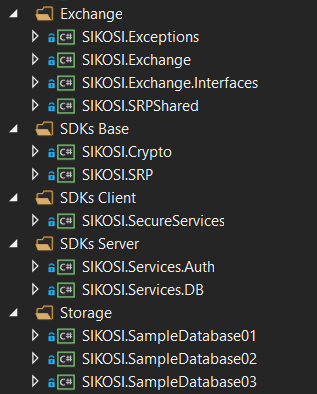 Exchange
C# SIKOSI.Exceptions
C# SIKOSI.Exchange
C# SIKOSI.Exchange.Interfaces
C# SIKOSI.SRPShared
SDKs Base
C# SIKOSI.Crypto
C# SIKOSI.SRP
SDKs Client
C# SIKOSI.SecureServices
SDKs Server
C# SIKOSI.Services.Auth
C# SIKOSI.Services.DB
Storage
C# SIKOSI.SampleDatabase01
C# SIKOSI.SampleDatabase02
C# SIKOSI.SampleDatabase03